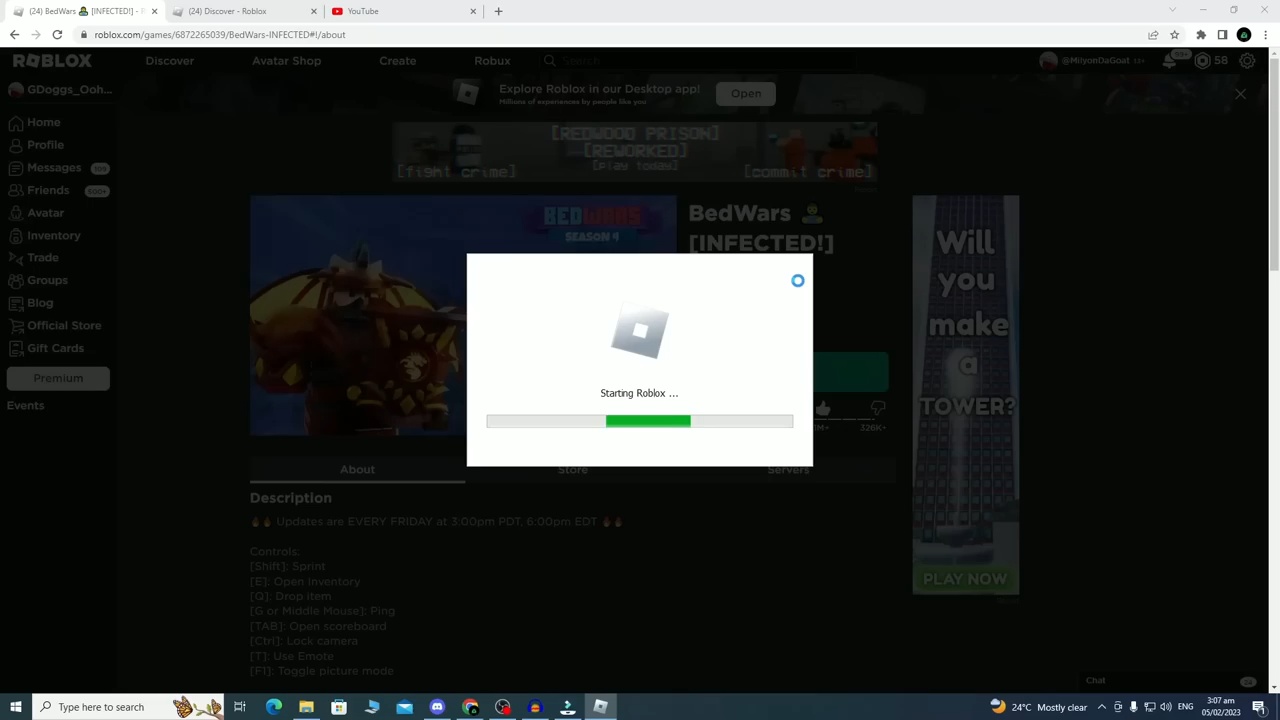 (24) BedWars [INFECTED!] - R
(24) Discover - Roblox
YouTube
roblox.com/games/6872265039/BedWars-INFECTED#!/about
ROBLOX
Discover
Avatar Shop
Create
Robux
Search
@MilyonDaGoat 13+
99+
58
GDoggs_Ooh...
Explore Roblox in our Desktop app!
Millions of experiences by people like you
Open
Home
Profile
Messages
Friends
500+
Avatar
Inventory
Trade
Groups
Blog
Official Store
Gift Cards
Premium
Events
[REDWOOD PRISON]
[REWORKED]
[play today]
[fight crime]
[commit crime]
BEDWARS
SEASON 4
BedWars
[INFECTED!]
Will
you
make
a
TOWER?
PLAY NOW
Starting Roblox ...
1M+
326K+
About
Store
Servers
Description
Updates are EVERY FRIDAY at 3:00pm PDT, 6:00pm EDT
Controls:
[Shift]: Sprint
[E]: Open Inventory
[Q]: Drop item
[G or Middle Mouse]: Ping
[TAB]: Open scoreboard
[Ctrl]: Lock camera
[T]: Use Emote
[F1]: Toggle picture mode
Chat
Type here to search
24°C Mostly clear
ENG
3:07 am
05/02/2023